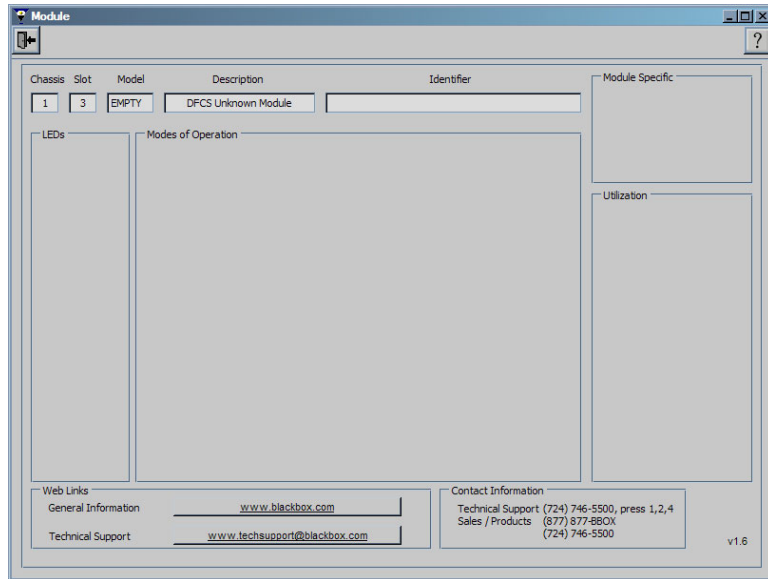 Module
?
Chassis Slot Model Description Identifier Module Specific
1 3 EMPTY DFCS Unknown Module
LEDs Modes of Operation
Utilization
Web Links
General Information www.blackbox.com
Technical Support www.techsupport@blackbox.com
Contact Information
Technical Support (724) 746-5500, press 1,2,4
Sales / Products (877) 877-BBOX
(724) 746-5500
v1.6